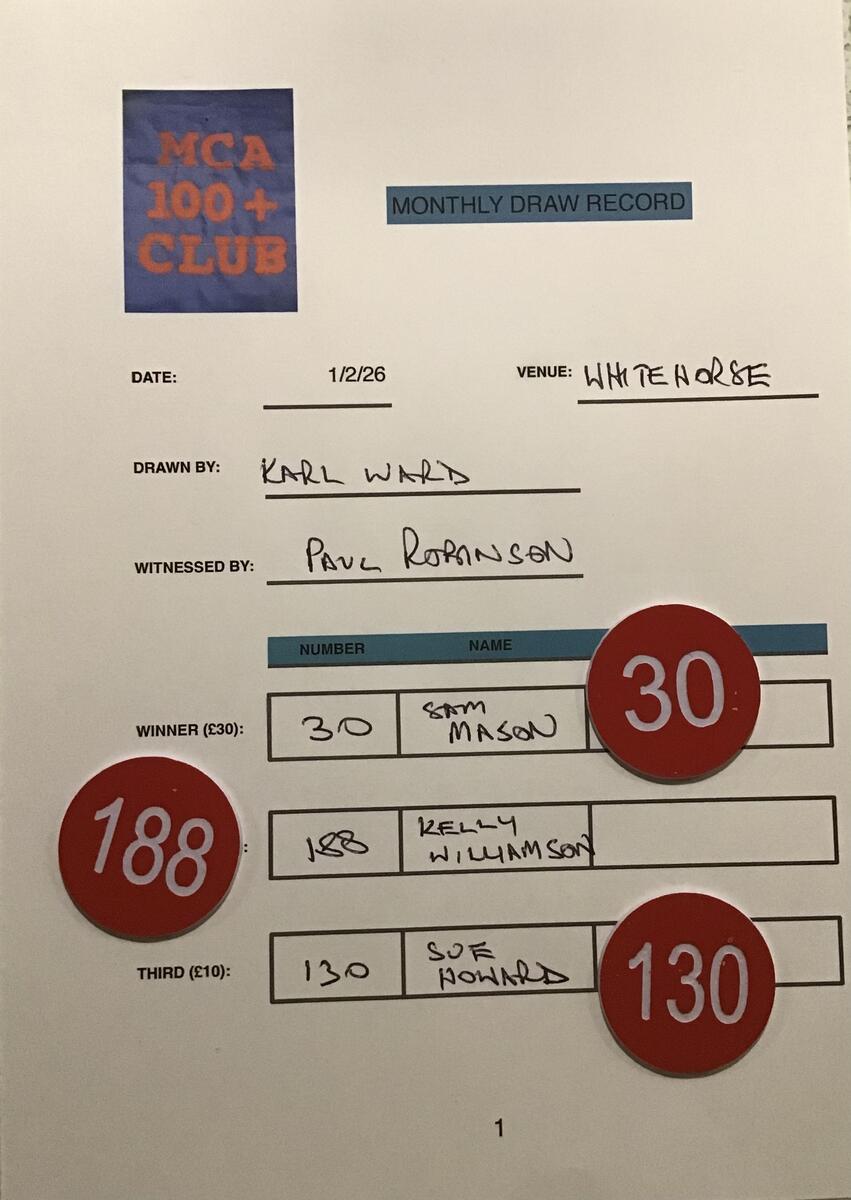 MCA
100+
CLUB
MONTHLY DRAW RECORD
DATE: 1/2/26 VENUE: WHITEHORSE
DRAWN BY: KARL WARD
WITNESSED BY: PAUL ROBINSON
NUMBER NAME
WINNER (£30): 30 SAM
MASON
30
188
: 188 KELLY
WILLIAMSON
THIRD (£10): 130 SUE
HOWARD
130
1